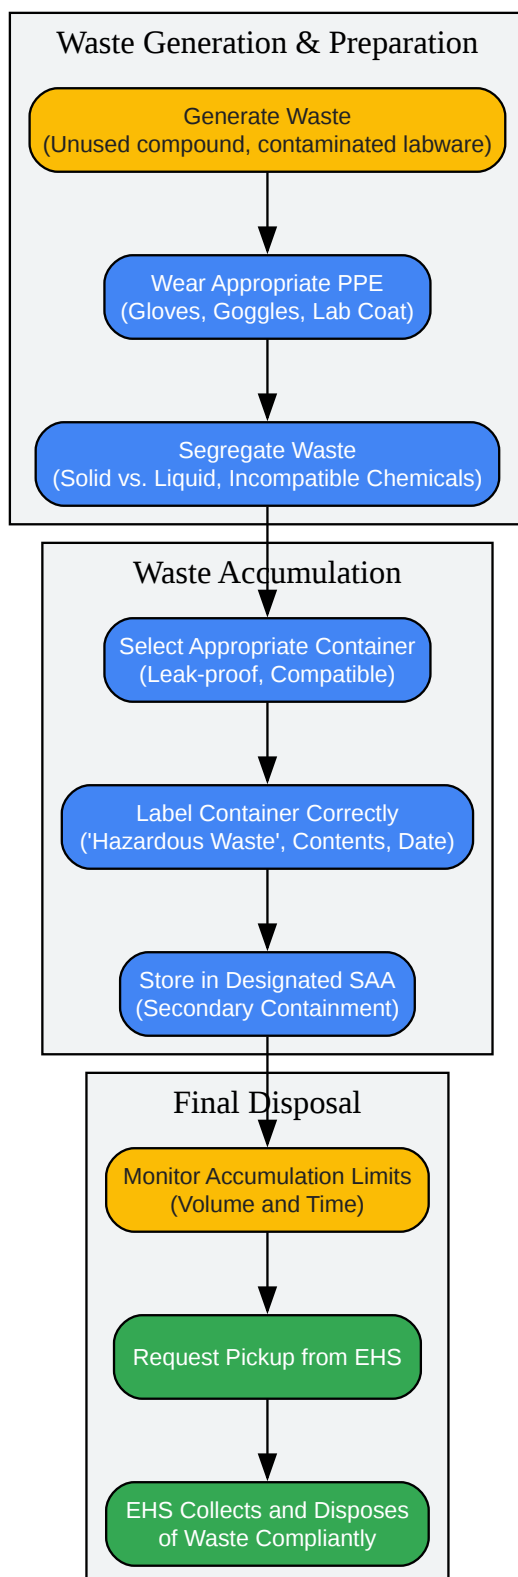 Waste Generation & Preparation
Generate Waste
(Unused compound, contaminated labware)
Wear Appropriate PPE
(Gloves, Goggles, Lab Coat)
Segregate Waste
(Solid vs. Liquid, Incompatible Chemicals)
Waste Accumulation
Select Appropriate Container
(Leak-proof, Compatible)
Label Container Correctly
('Hazardous Waste', Contents, Date)
Store in Designated SAA
(Secondary Containment)
Final Disposal
Monitor Accumulation Limits
(Volume and Time)
Request Pickup from EHS
EHS Collects and Disposes
of Waste Compliantly